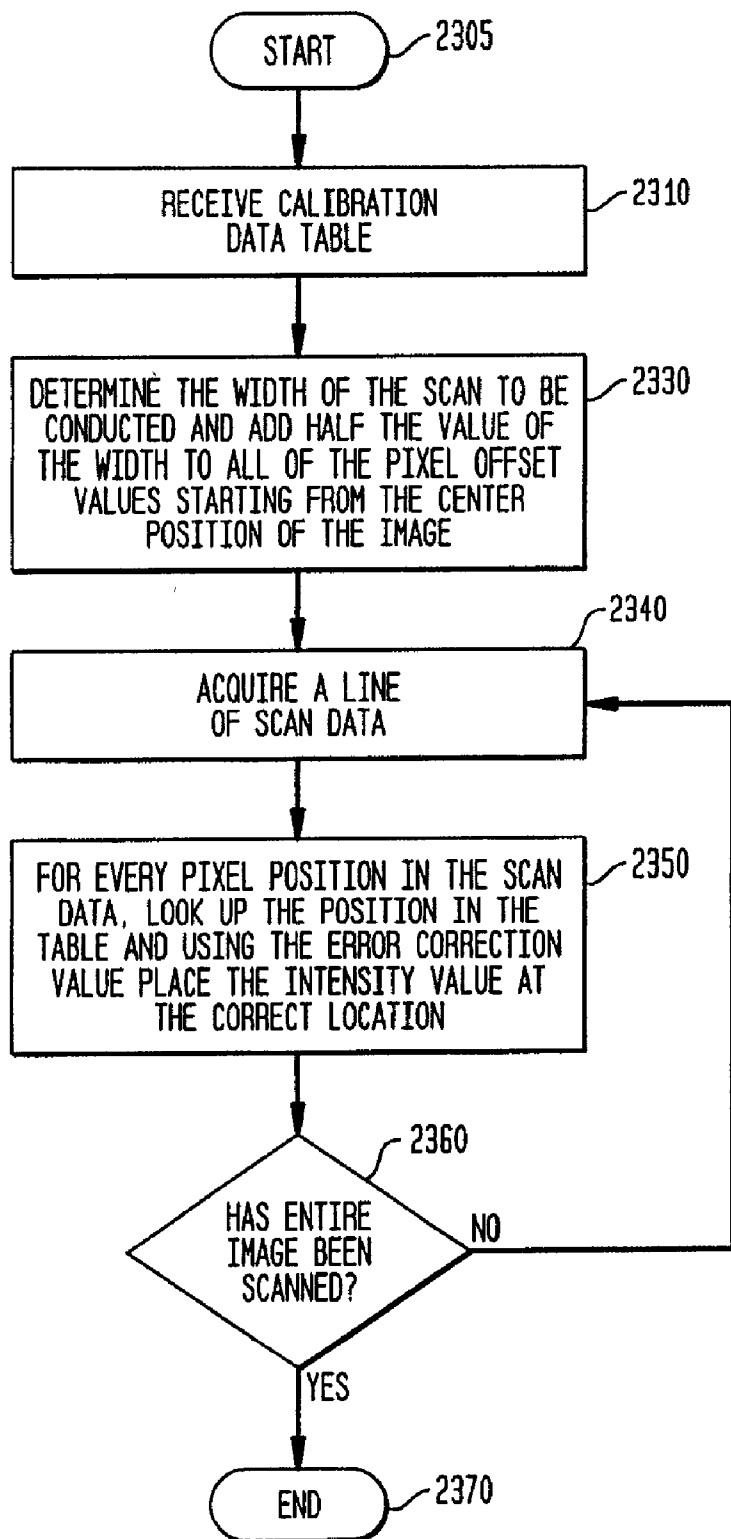 START
2305
RECEIVE CALIBRATION
DATA TABLE
2310
DETERMINE THE WIDTH OF THE SCAN TO BE
CONDUCTED AND ADD HALF THE VALUE OF
THE WIDTH TO ALL OF THE PIXEL OFFSET
VALUES STARTING FROM THE CENTER
POSITION OF THE IMAGE
2330
2340
ACQUIRE A LINE
OF SCAN DATA
FOR EVERY PIXEL POSITION IN THE SCAN
DATA, LOOK UP THE POSITION IN THE
TABLE AND USING THE ERROR CORRECTION
VALUE PLACE THE INTENSITY VALUE AT
THE CORRECT LOCATION
2350
2360
HAS ENTIRE
IMAGE BEEN
SCANNED?
NO
YES
END
2370